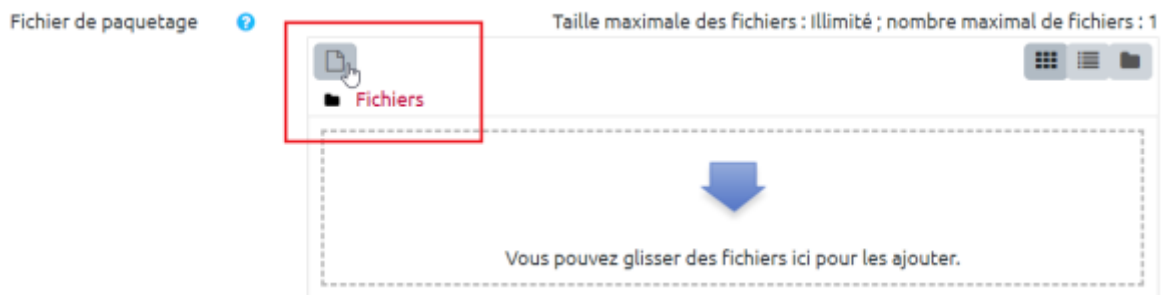 Fichier de paquetage
Taille maximale des fichiers : Illimité ; nombre maximal de fichiers : 1
Fichiers
Vous pouvez glisser des fichiers ici pour les ajouter.